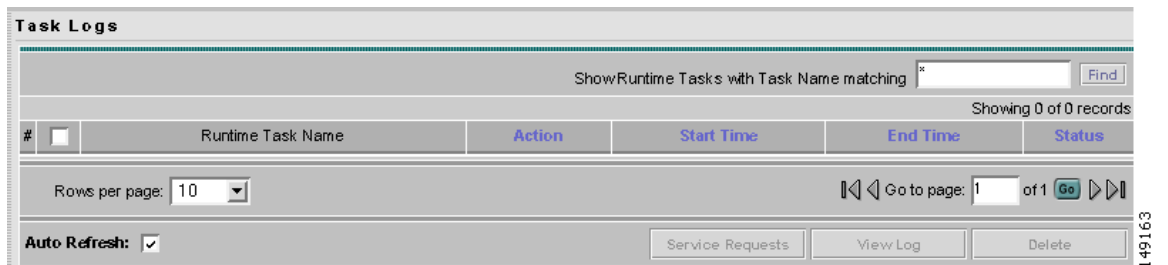 Task Logs
Show Runtime Tasks with Task Name matching * Find
Showing 0 of 0 records
# Runtime Task Name Action Start Time End Time Status
Rows per page: 10 Go to page: 1 of 1 Go
Auto Refresh: Service Requests View Log Delete
149163